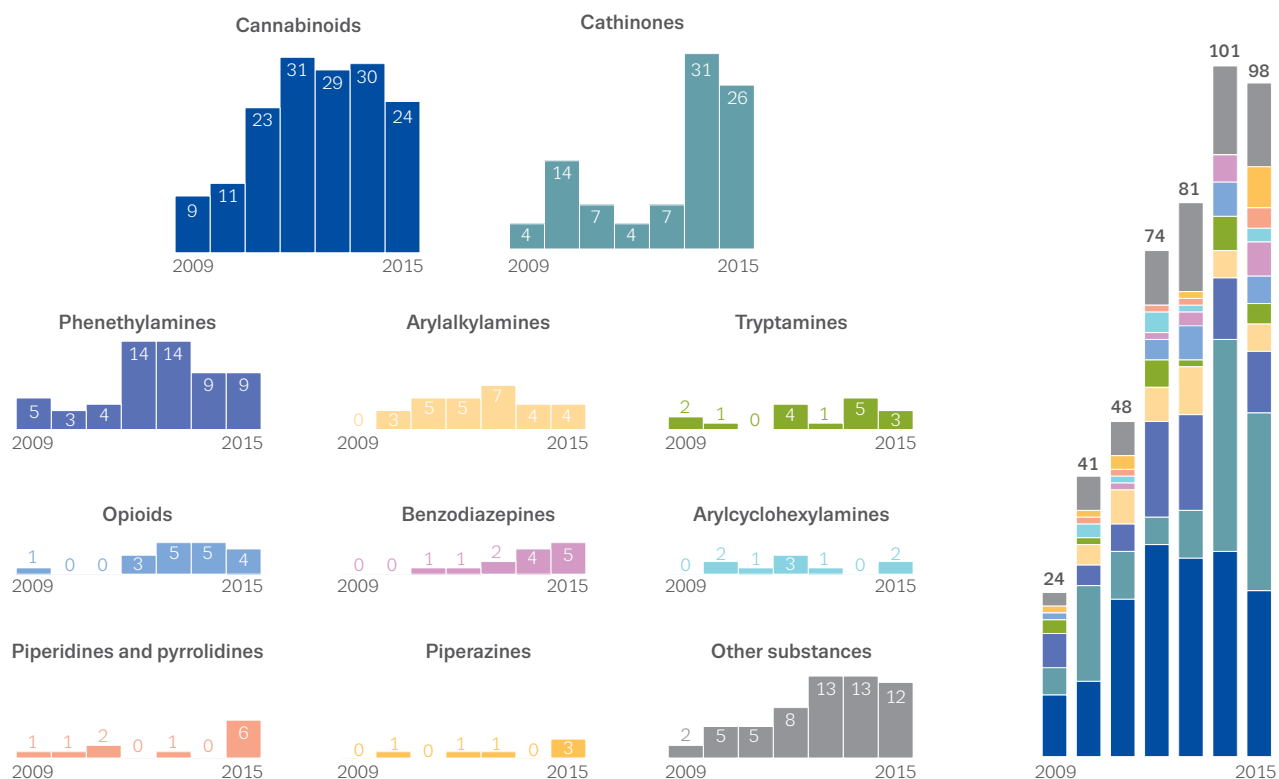 Cannabinoids
9 11 23 31 29 30 24
2009 2015
Cathinones
4 14 7 4 7 31 26
2009 2015
Phenethylamines
5 3 4 14 14 9 9
2009 2015
Arylalkylamines
0 3 5 5 7 4 4
2009 2015
Tryptamines
2 1 0 4 1 5 3
2009 2015
Opioids
1 0 0 3 5 5 4
2009 2015
Benzodiazepines
0 0 1 1 2 4 5
2009 2015
Arylcyclohexylamines
0 2 1 3 1 0 2
2009 2015
Piperidines and pyrrolidines
1 1 2 0 1 0 6
2009 2015
Piperazines
0 1 0 1 1 0 3
2009 2015
Other substances
2 5 5 8 13 13 12
2009 2015
24 41 48 74 81 101 98
2009 2015